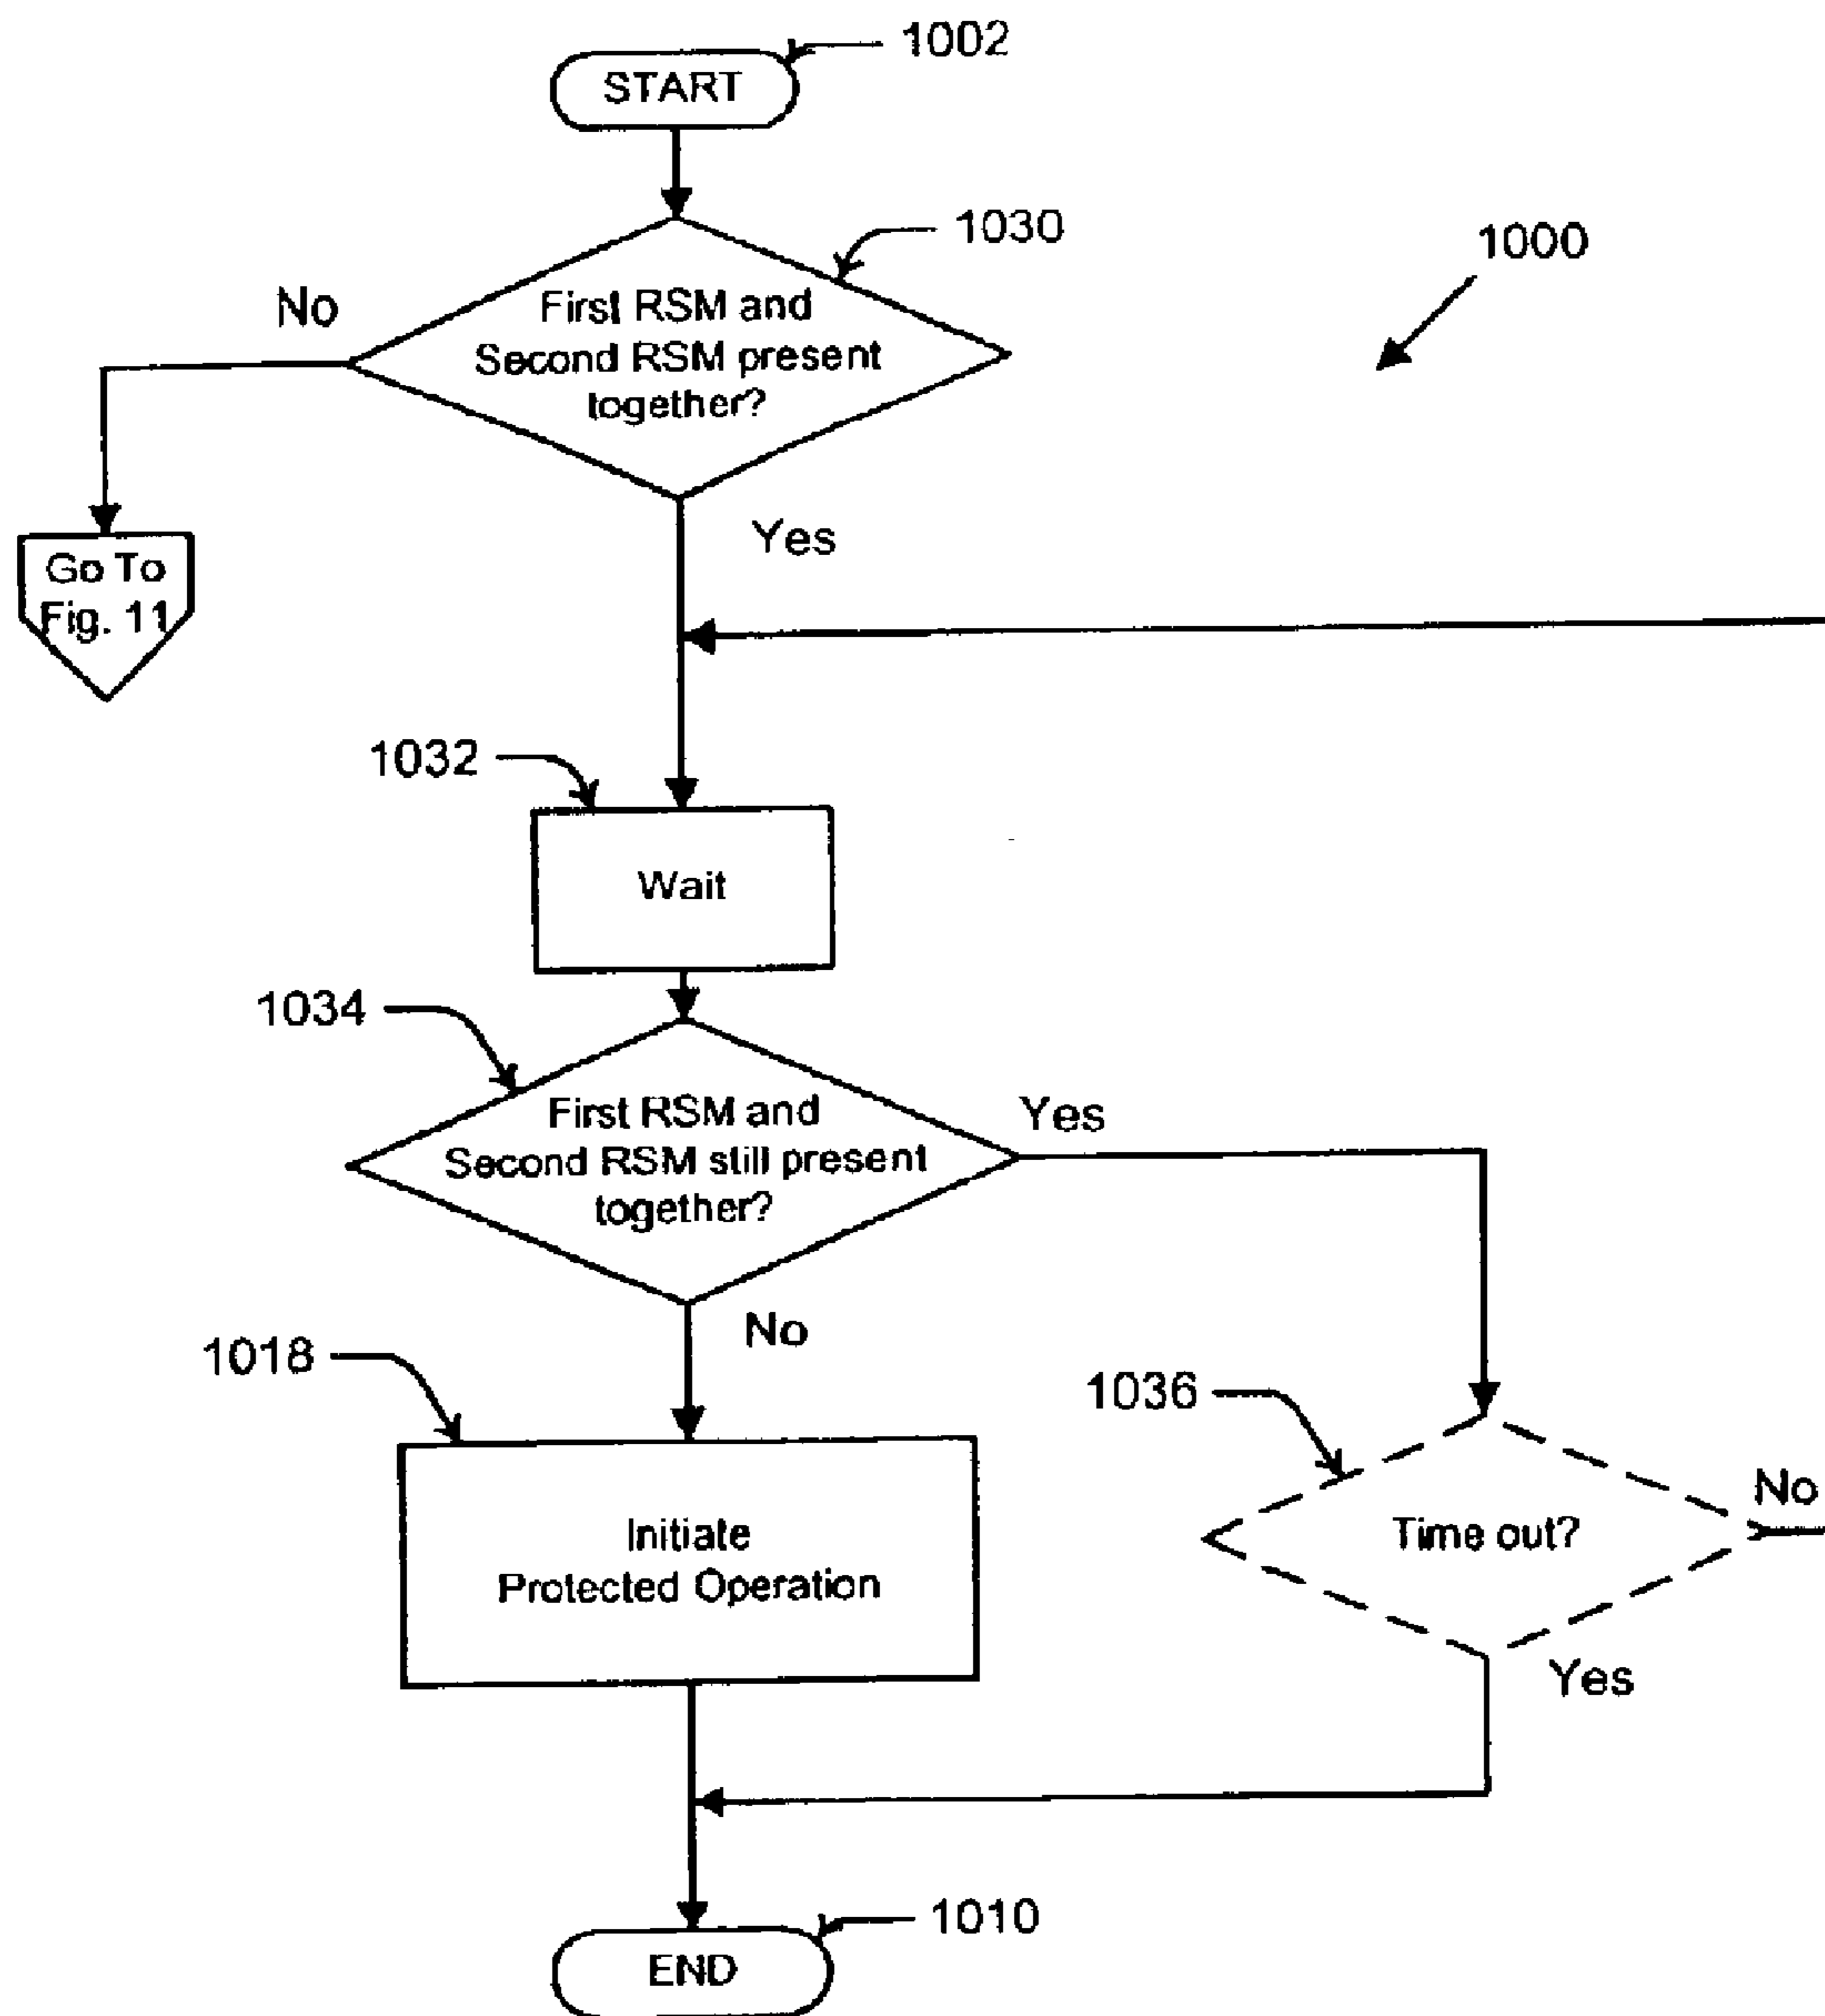 1002
START
1030
1000
No
First RSM and
Second RSM present
together?
Yes
Go To
Fig. 11
1032
Wait
1034
First RSM and
Second RSM still present
together?
Yes
No
1018
1036
No
Initiate
Protected Operation
Time out?
Yes
1010
END